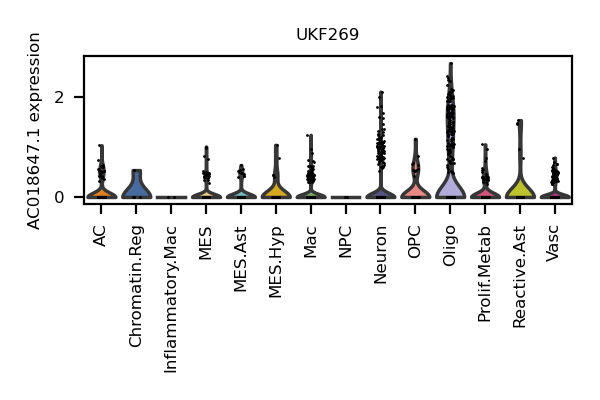 UKF269
AC018647.1 expression
2
0
AC
Chromatin.Reg
Inflammatory.Mac
MES
MES.Ast
MES.Hyp
Mac
NPC
Neuron
OPC
Oligo
Prolif.Metab
Reactive.Ast
Vasc